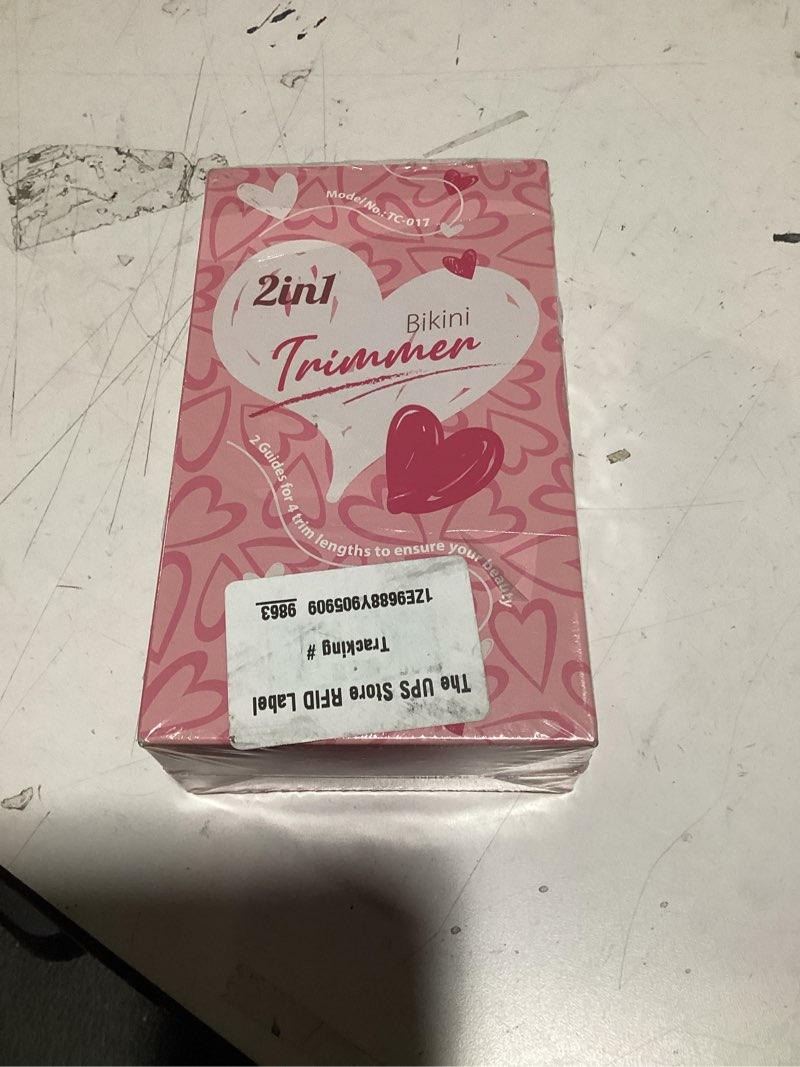 Model No.: TC-017
2in1
Bikini
Trimmer
2 Guides for 4 trim lengths to ensure your beauty
The UPS Store RFID Label
Tracking #
1ZE9688Y905909 9863